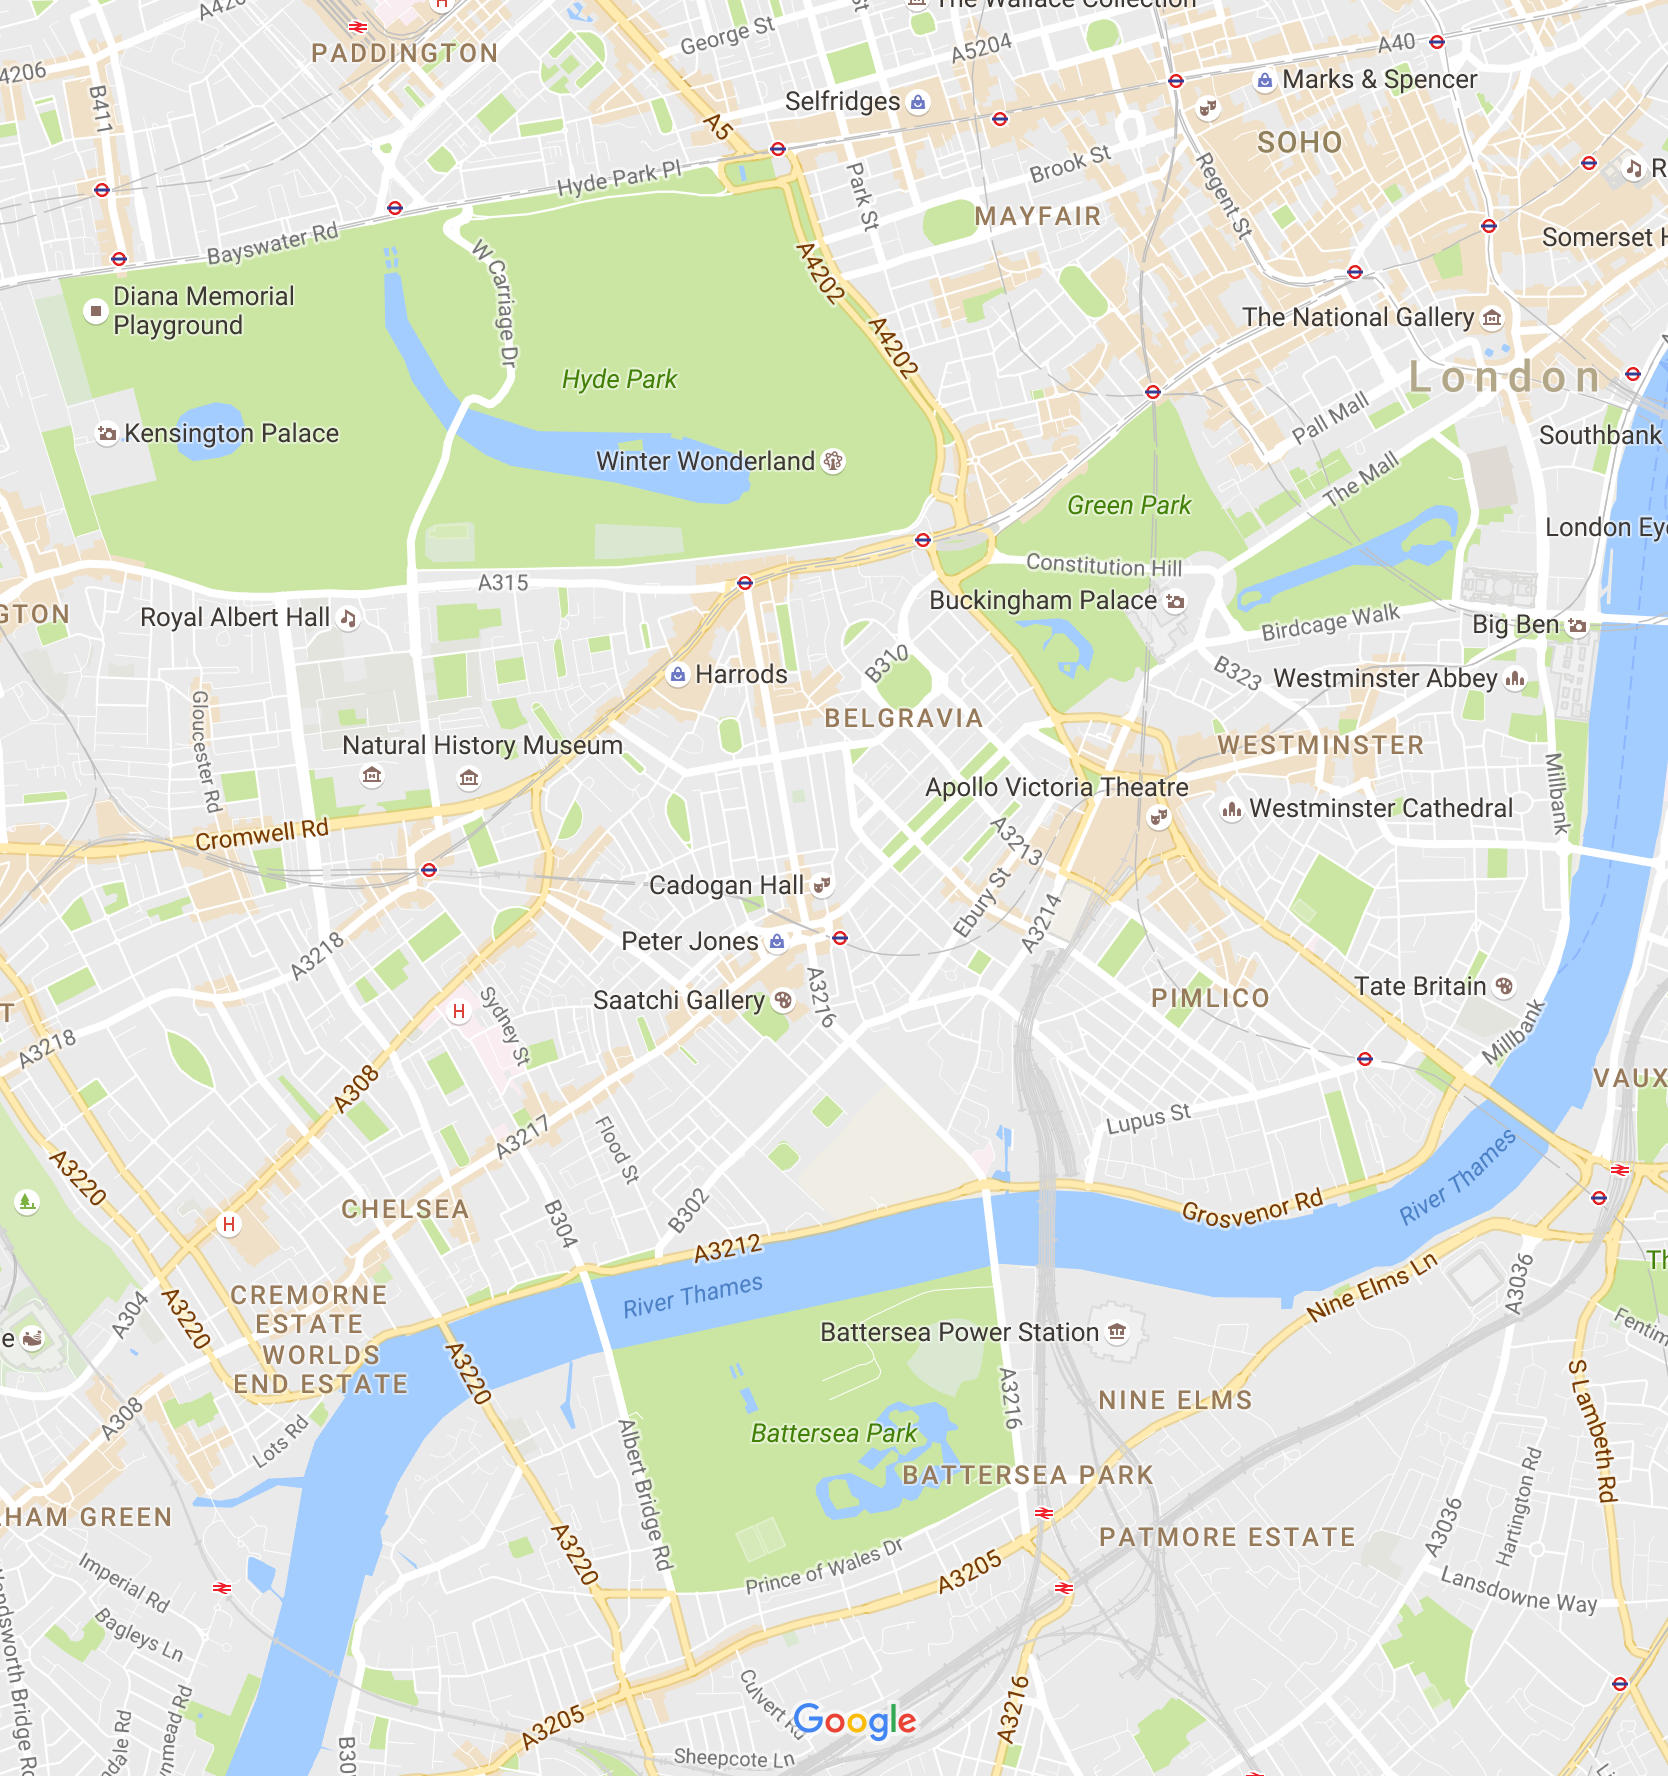 The Wallace Collection
George St
PADDINGTON
A5204
A40
Marks & Spencer
B411
Selfridges
A5
SOHO
Brook St
Hyde Park Pl
Park St
Regent St
MAYFAIR
Bayswater Rd
Somerset
W Carriage Dr
A4202
Diana Memorial
Playground
The National Gallery
A4202
Hyde Park
London
Pall Mall
Kensington Palace
Southbank
Winter Wonderland
The Mall
Green Park
London Eye
Constitution Hill
A315
Buckingham Palace
Royal Albert Hall
Birdcage Walk
Big Ben
B310
B323
Harrods
Westminster Abbey
Gloucester Rd
BELGRAVIA
Natural History Museum
WESTMINSTER
Apollo Victoria Theatre
Millbank
Westminster Cathedral
Cromwell Rd
A3213
Cadogan Hall
Ebury St
A3214
Peter Jones
A3218
Tate Britain
Saatchi Gallery
A3216
PIMLICO
Sydney St
H
Millbank
A3218
A308
VAUX
Lupus St
A3217
Flood St
A3220
River Thames
CHELSEA
B304
B302
H
Grosvenor Rd
A3212
CREMORNE
ESTATE
WORLDS
END ESTATE
River Thames
Nine Elms Ln
A3036
A304
A3220
Battersea Power Station
A3220
A3216
S Lambeth Rd
NINE ELMS
A308
Lots Rd
Battersea Park
Albert Bridge Rd
BATTERSEA PARK
HAM GREEN
A3036
Hartington Rd
PATMORE ESTATE
A3220
Prince of Wales Dr
A3205
Imperial Rd
Lansdowne Way
Bagleys Ln
Culvert Rd
Google
A3216
A3205
Sheepcote Ln